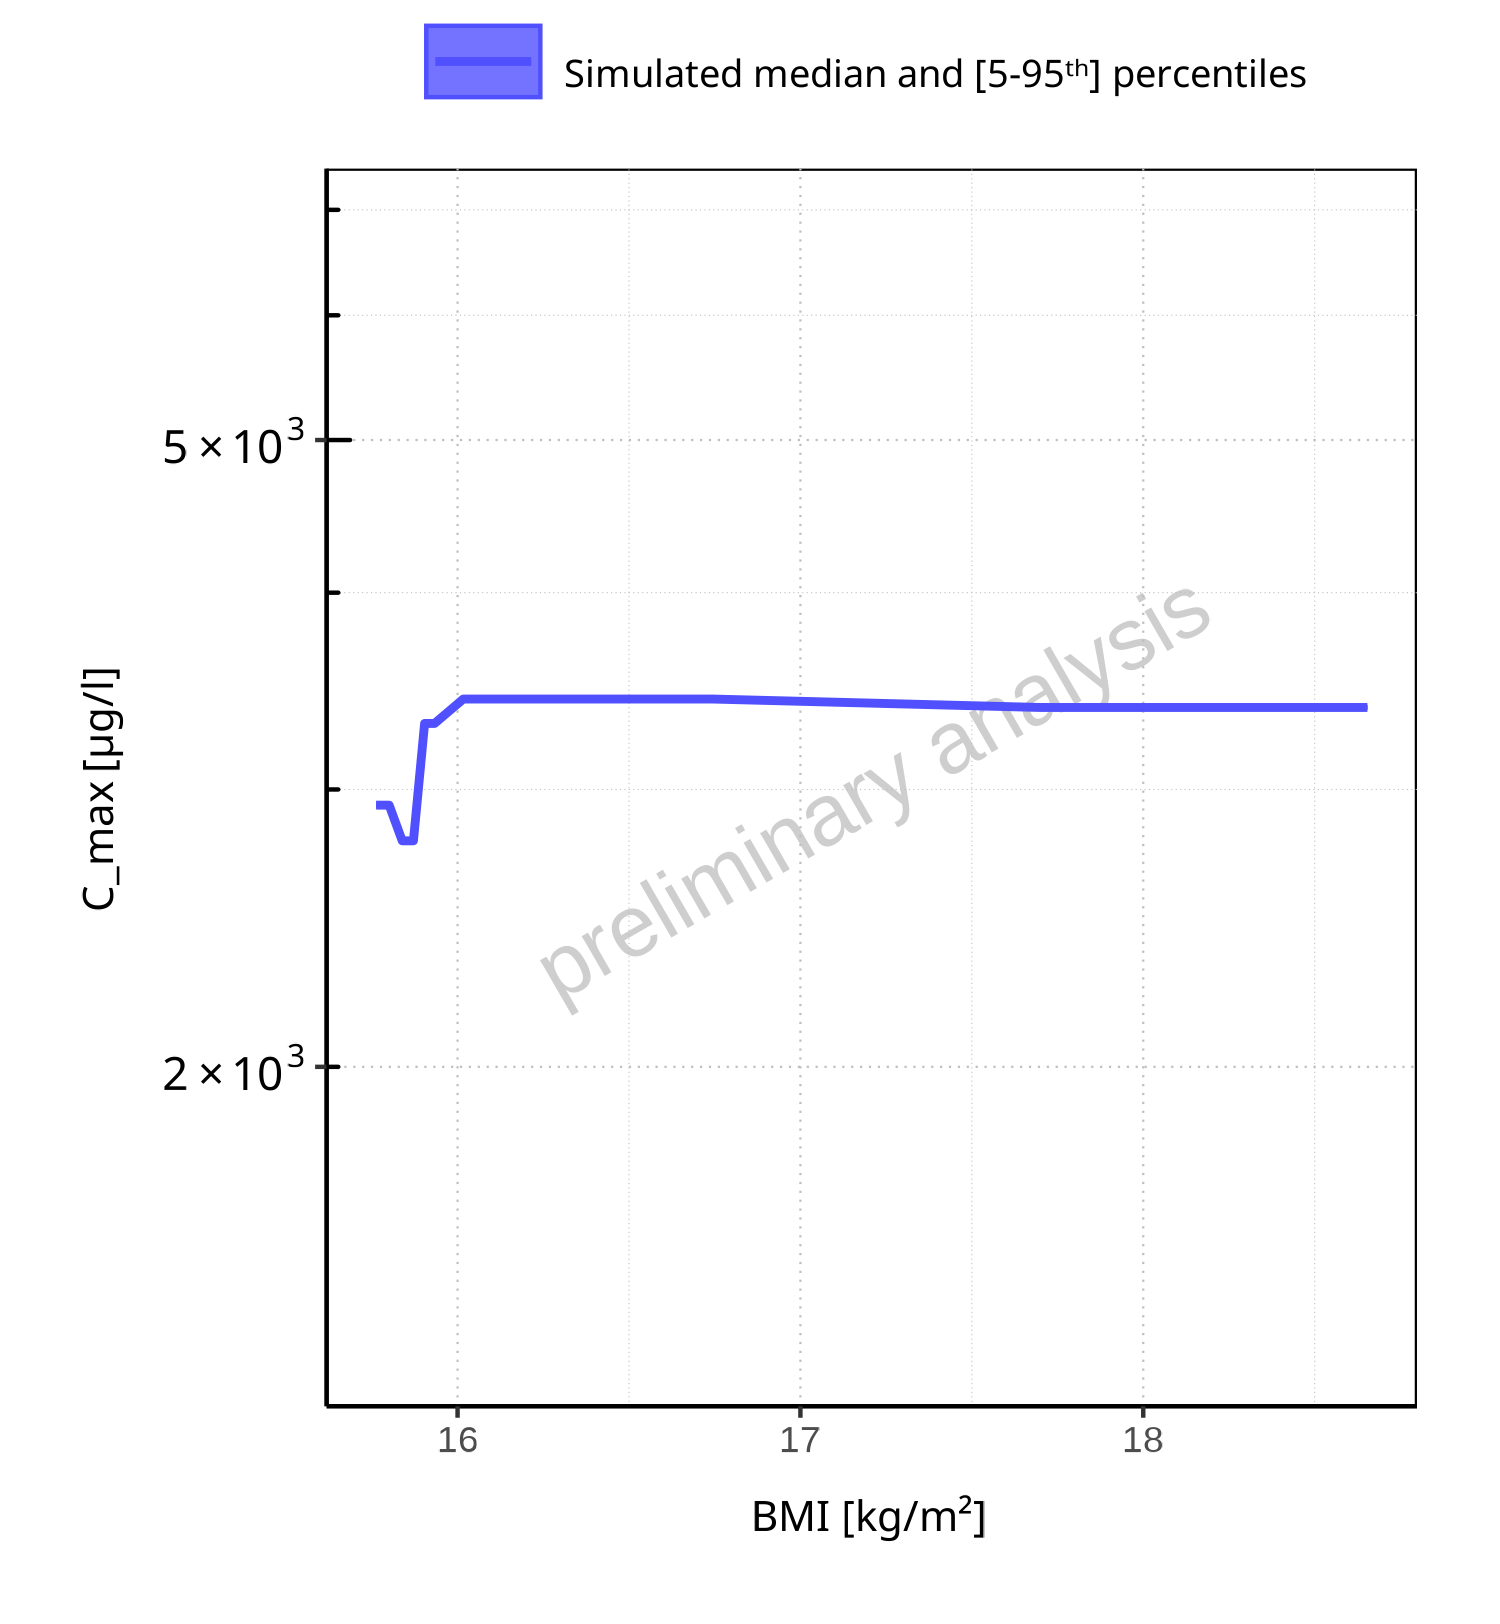 Simulated median and [5-95ᵗʰ] percentiles
5 × 10³
C_max [µg/l]
preliminary analysis
2 × 10³
16 17 18
BMI [kg/m²]